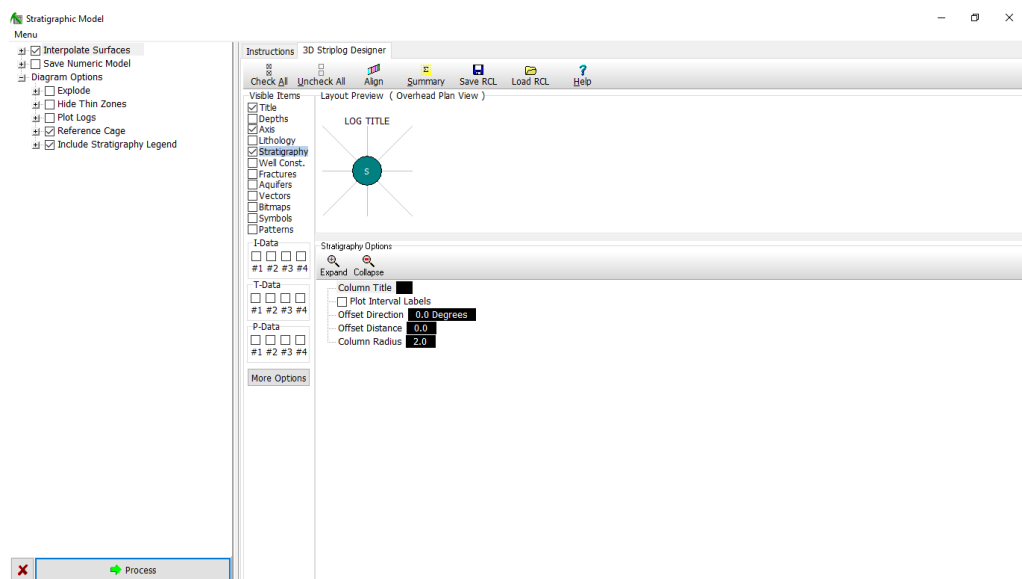 Stratigraphic Model
Menu
Interpolate Surfaces
Save Numeric Model
Diagram Options
Explode
Hide Thin Zones
Plot Logs
Reference Cage
Include Stratigraphy Legend
Process
Instructions 3D Striplog Designer
Check All Uncheck All Align Σ Summary Save RCL Load RCL ? Help
Visible Items
Title
Depths
Axis
Lithology
Stratigraphy
Well Const.
Fractures
Aquifers
Vectors
Bitmaps
Symbols
Patterns
I-Data
#1 #2 #3 #4
T-Data
#1 #2 #3 #4
P-Data
#1 #2 #3 #4
More Options
Layout Preview ( Overhead Plan View )
LOG TITLE
S
Stratigraphy Options
Expand Collapse
Column Title
Plot Interval Labels
Offset Direction 0.0 Degrees
Offset Distance 0.0
Column Radius 2.0